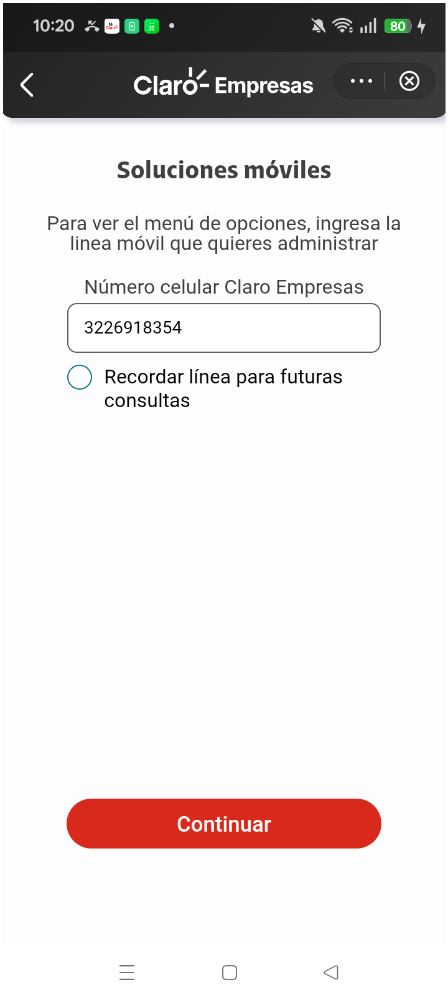 10:20
80
Claro Empresas
Soluciones móviles
Para ver el menú de opciones, ingresa la
linea móvil que quieres administrar
Número celular Claro Empresas
3226918354
Recordar línea para futuras
consultas
Continuar